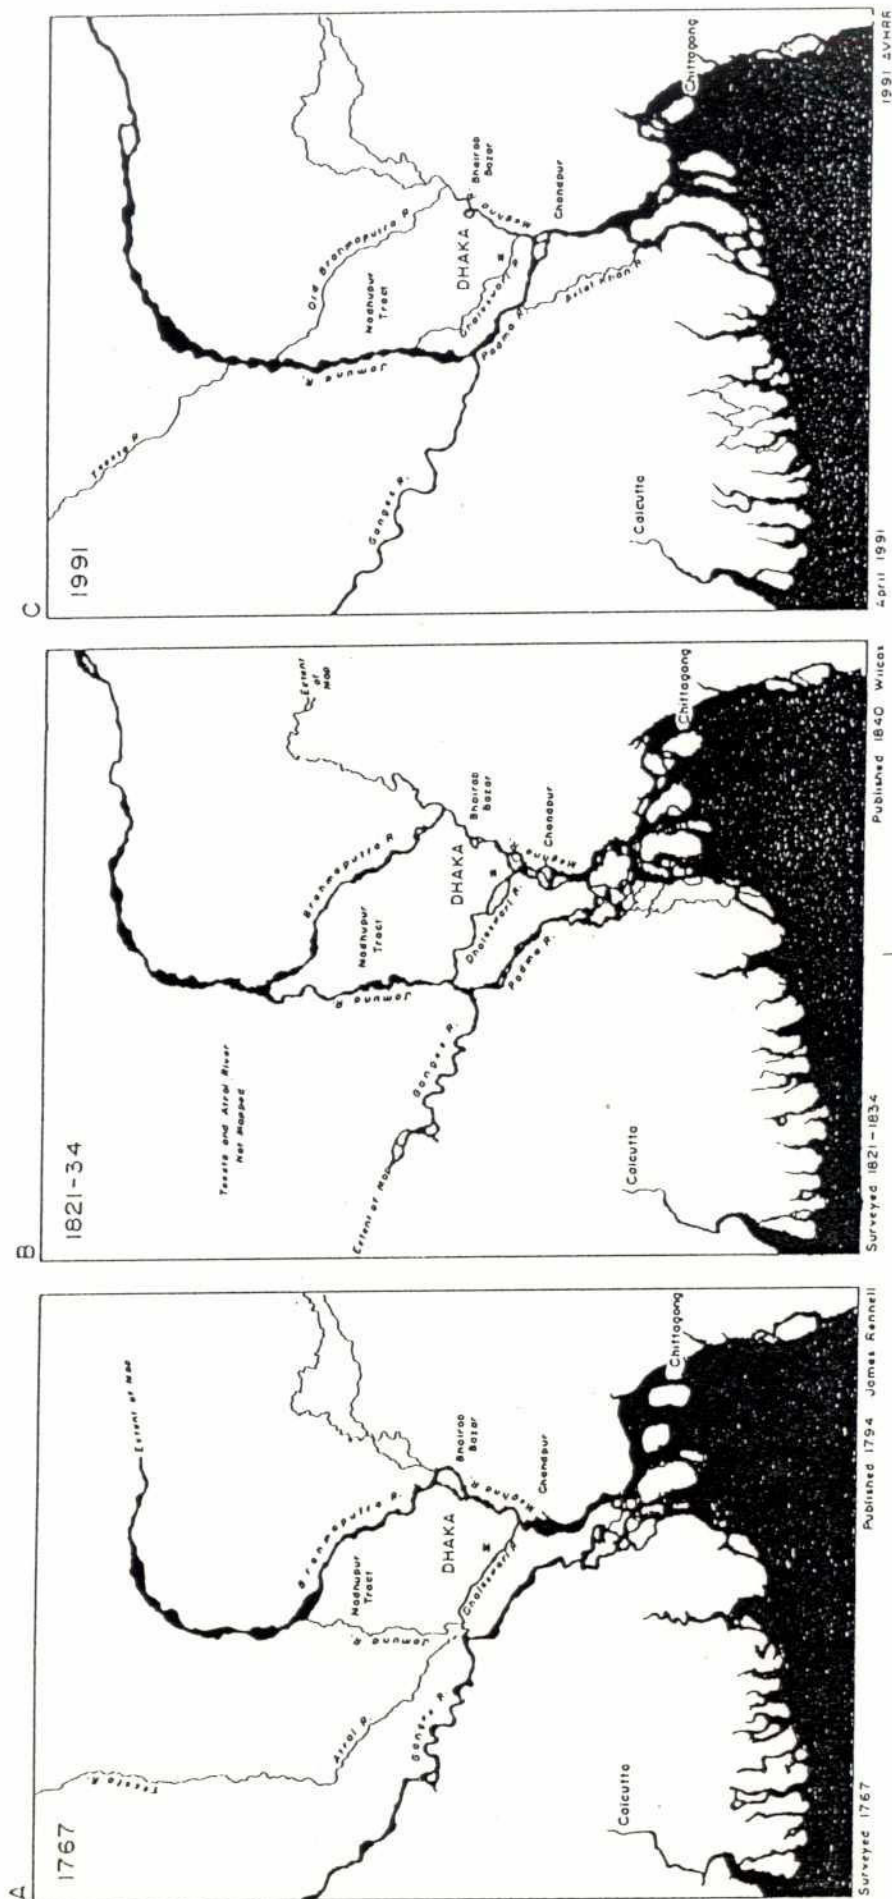 A
1767
Extent of Map
Teesta R.
Atrai R.
Ganges R.
Jamuna R.
Brahmaputra R.
Madhupur
Tract
DHAKA
Dhaleswari R.
Bhairab
Bazar
Meghna R.
Chandpur
Calcutta
Chittagong
Surveyed 1767
Published 1794 James Rennell
B
1821-34
Teesta and Atrai River
Not Mapped
Extent of Map
Extent
of
Map
Ganges R.
Jamuna R.
Brahmaputra R.
Madhupur
Tract
DHAKA
Dhaleswari R.
Padma R.
Bhairab
Bazar
Meghna
Chandpur
Calcutta
Chittagong
Surveyed 1821-1834
Published 1840 Wilcox
1
C
1991
Teesta R.
Ganges R.
Jamuna R.
Old Brahmaputra R.
Madhupur
Tract
DHAKA
Dhaleswari R.
Padma R.
Arial Khan R.
Bhairab
Bazar
Meghna
Chandpur
Calcutta
Chittagong
April 1991
1991 AVHRR